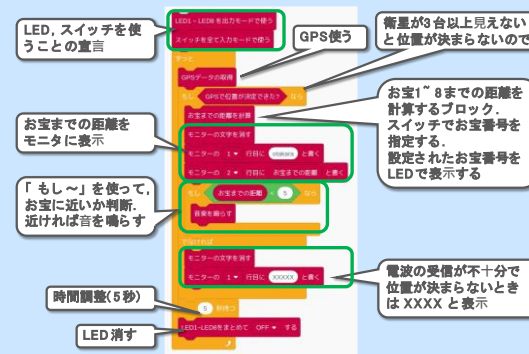 LED1~LED8を出力モードで使う
スイッチを全て入力モードで使う
ずっと
GPSデータの取得
もし GPSで位置が決定できた? なら
お宝までの距離を計算
モニターの文字を消す
モニターの 1 行目に otakara と書く
モニターの 2 行目に お宝までの距離 と書く
もし お宝までの距離 < 5 なら
音楽を鳴らす
でなければ
モニターの文字を消す
モニターの 1 行目に XXXXX と書く
5 秒待つ
LED1~LED8をまとめて OFF する
LED, スイッチを使
うことの宣言
お宝までの距離を
モニタに表示
「もし~」を使って,
お宝に近いか判断.
近ければ音を鳴らす
時間調整(5秒)
LED消す
GPS使う
衛星が3台以上見えない
と位置が決まらないので
お宝1~8までの距離を
計算するブロック.
スイッチでお宝番号を
指定する.
設定されたお宝番号を
LEDで表示する
電波の受信が不十分で
位置が決まらないとき
は XXXX と表示